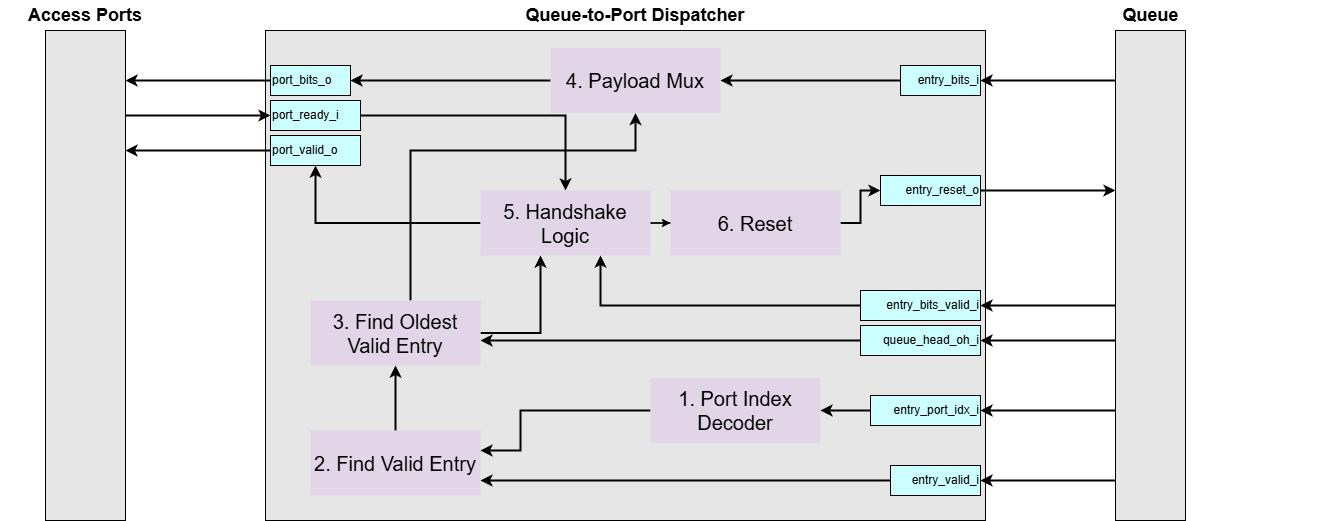 Access Ports
Queue-to-Port Dispatcher
Queue
port_bits_o
4. Payload Mux
entry_bits_i
port_ready_i
port_valid_o
entry_reset_o
5. Handshake
Logic
6. Reset
entry_bits_valid_i
3. Find Oldest
Valid Entry
queue_head_oh_i
1. Port Index
Decoder
entry_port_idx_i
2. Find Valid Entry
entry_valid_i